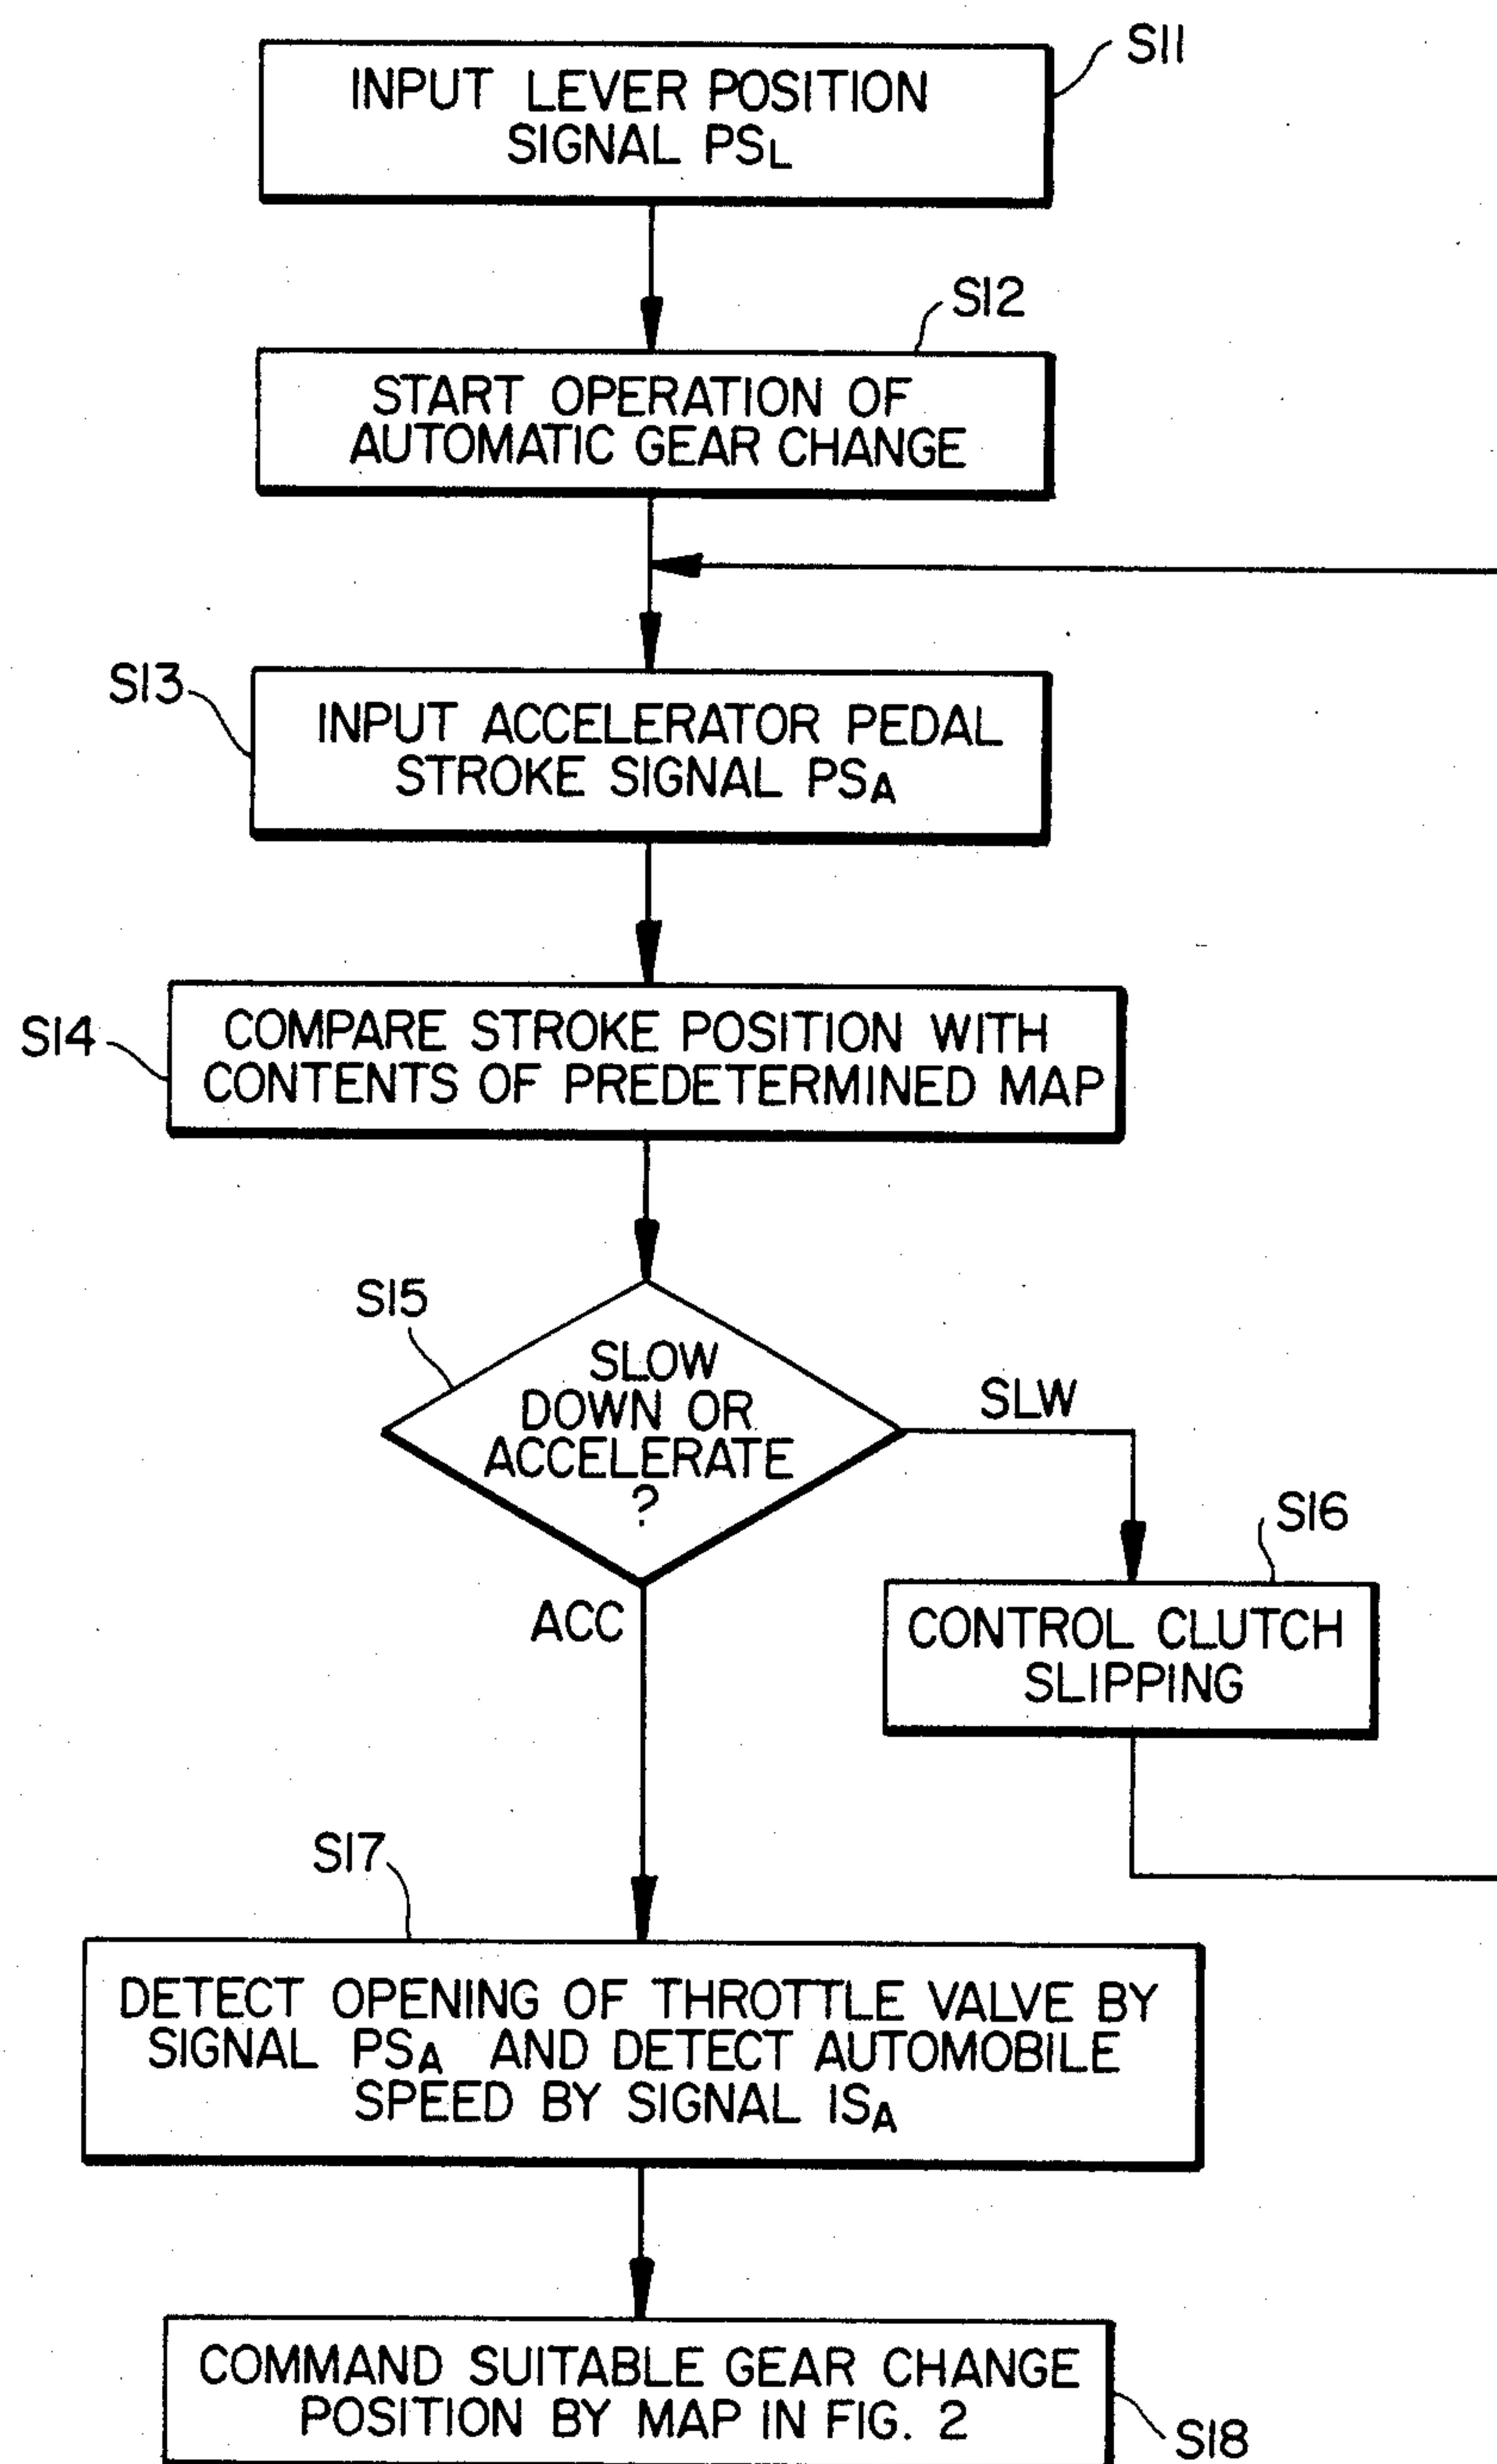 S11
INPUT LEVER POSITION
SIGNAL PSL
S12
START OPERATION OF
AUTOMATIC GEAR CHANGE
S13
INPUT ACCELERATOR PEDAL
STROKE SIGNAL PSA
S14
COMPARE STROKE POSITION WITH
CONTENTS OF PREDETERMINED MAP
S15
SLOW
DOWN OR
ACCELERATE
?
SLW
ACC
S16
CONTROL CLUTCH
SLIPPING
S17
DETECT OPENING OF THROTTLE VALVE BY
SIGNAL PSA AND DETECT AUTOMOBILE
SPEED BY SIGNAL ISA
COMMAND SUITABLE GEAR CHANGE
POSITION BY MAP IN FIG. 2
S18